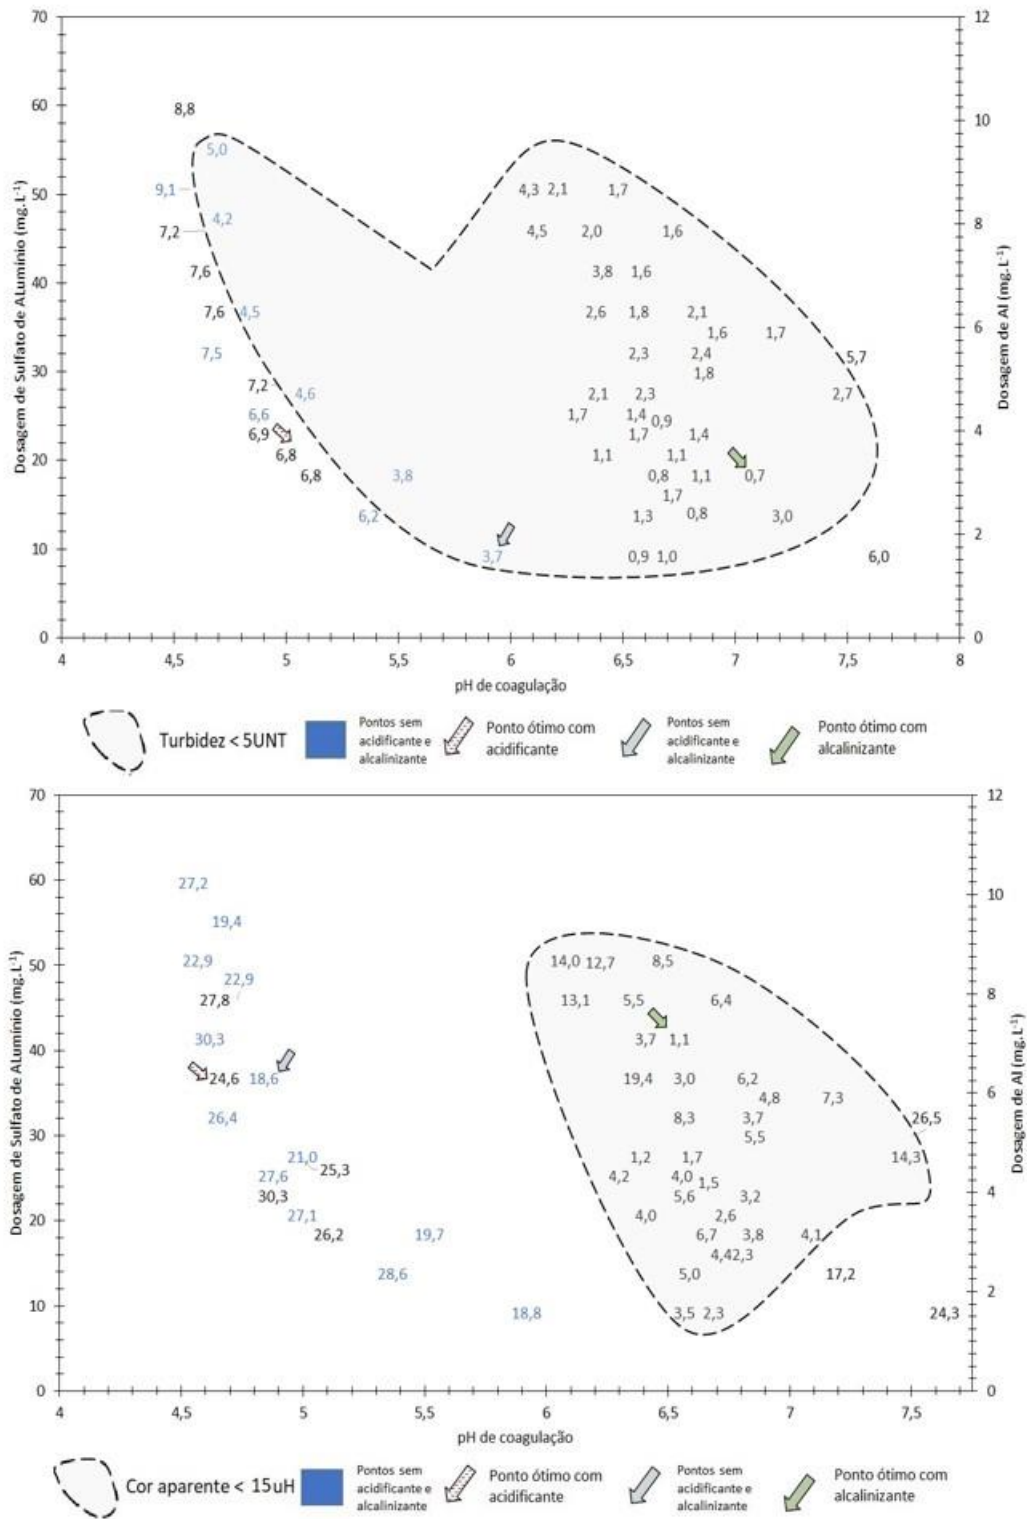 70
12
60
8,8
10
5,0
50
9,1
4,3 2,1 1,7
4,2
8
7,2
4,5 2,0 1,6
40
7,6
3,8 1,6
7,6 4,5
2,6 1,8 2,1
6
1,6 1,7
7,5
2,3 2,4 5,7
30
1,8
7,2 4,6
2,1 2,3 2,7
6,6
1,7 1,4 0,9
4
6,9
1,7 1,4
20
6,8
1,1 1,1
6,8 3,8
0,8 1,1 0,7
1,7
6,2
1,3 0,8 3,0
2
10
3,7
0,9 1,0 6,0
0
0
4 4,5 5 5,5 6 6,5 7 7,5 8
Dosagem de Sulfato de ALumínio (mg.L-1)
Dosagem de Al (mg.L-1)
pH de coagulação
Turbidez < 5UNT
Pontos sem
acidificante e
alcalinizante
Ponto ótimo com
acidificante
Pontos sem
acidificante e
alcalinizante
Ponto ótimo com
alcalinizante
70
12
60
27,2
10
19,4
50
22,9
14,0 12,7 8,5
22,9
8
27,8
13,1 5,5 6,4
40
30,3
3,7 1,1
24,6 18,6
19,4 3,0 6,2
6
4,8 7,3
26,4
8,3 3,7 26,5
30
5,5
21,0
25,3
1,2 1,7 14,3
27,6
4,2 4,0 1,5
4
30,3
5,6 3,2
20
27,1
4,0 2,6
26,2 19,7
6,7 3,8 4,1
4,42,3
28,6
5,0 17,2
2
10
18,8
3,5 2,3 24,3
0
0
4 4,5 5 5,5 6 6,5 7 7,5
Dosagem de Sulfato de ALumínio (mg.L-1)
Dosagem de Al (mg.L-1)
pH de coagulação
Cor aparente < 15uH
Pontos sem
acidificante e
alcalinizante
Ponto ótimo com
acidificante
Pontos sem
acidificante e
alcalinizante
Ponto ótimo com
alcalinizante